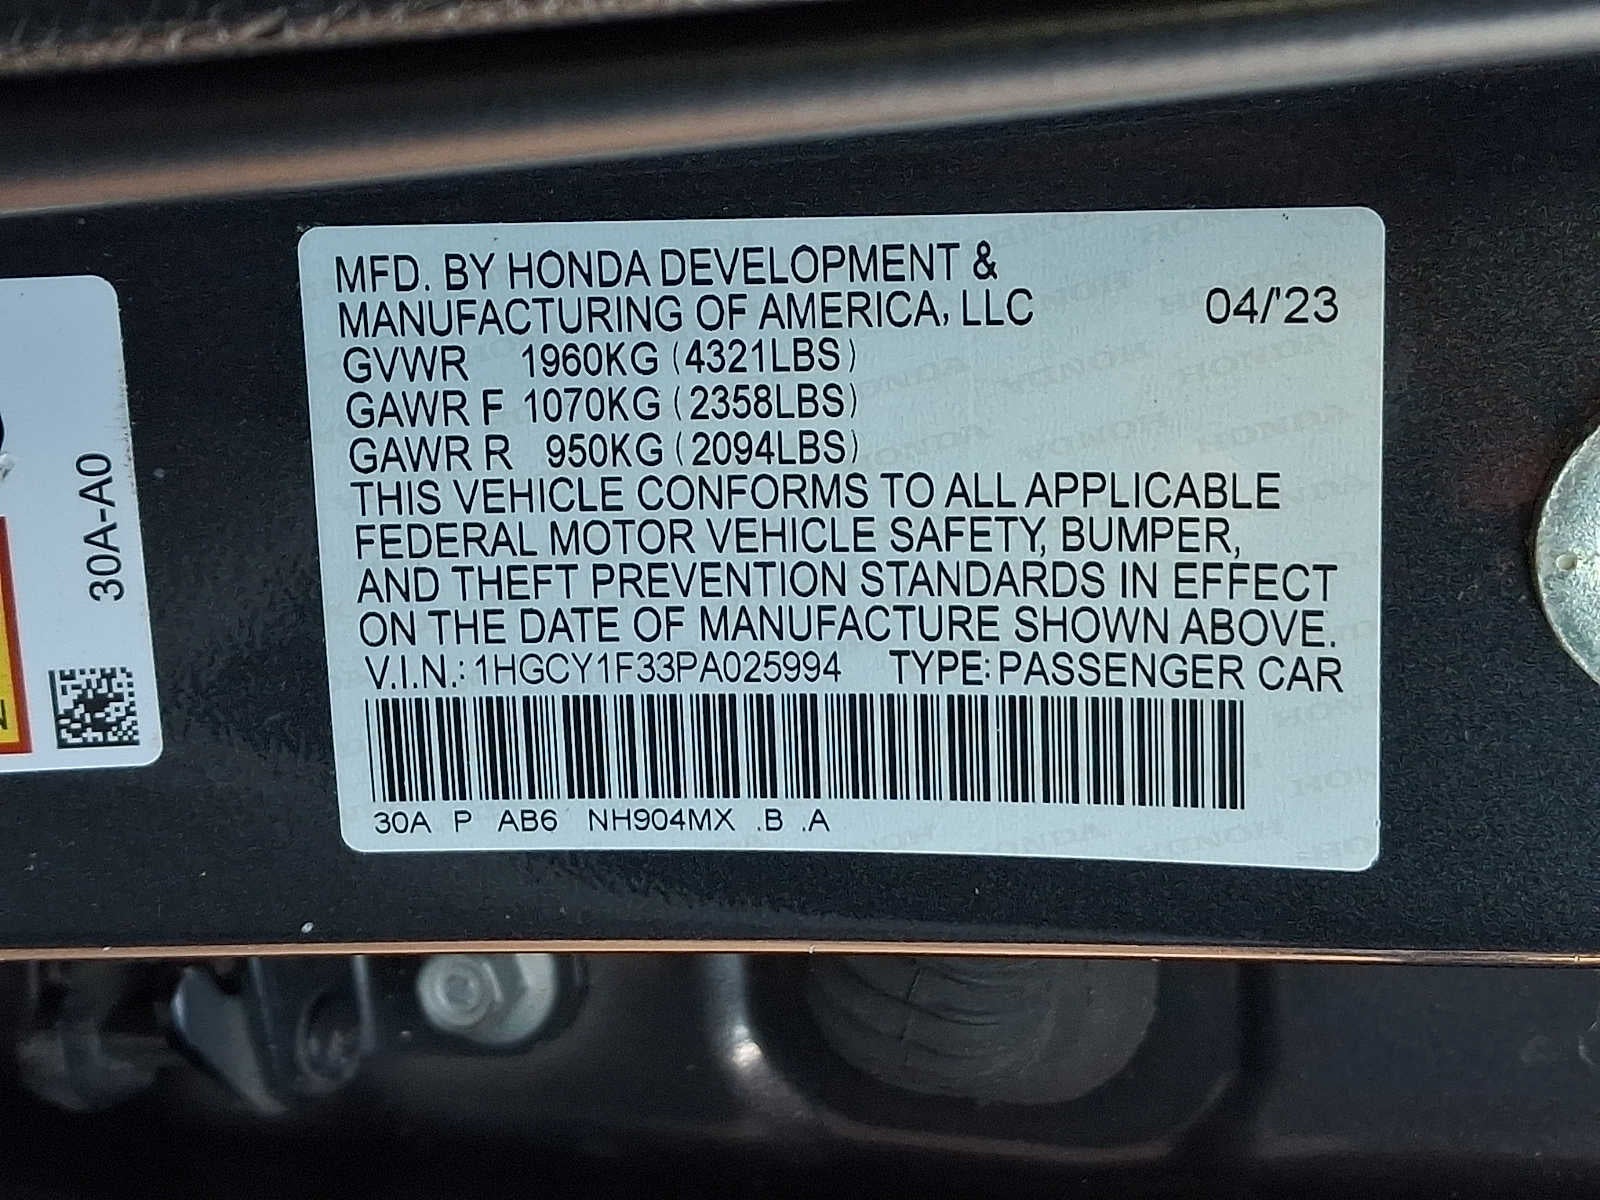 MFD. BY HONDA DEVELOPMENT &
MANUFACTURING OF AMERICA, LLC 04/'23
GVWR 1960KG (4321LBS)
GAWR F 1070KG (2358LBS)
GAWR R 950KG (2094LBS)
THIS VEHICLE CONFORMS TO ALL APPLICABLE
FEDERAL MOTOR VEHICLE SAFETY, BUMPER,
AND THEFT PREVENTION STANDARDS IN EFFECT
ON THE DATE OF MANUFACTURE SHOWN ABOVE.
V.I.N.: 1HGCY1F33PA025994 TYPE: PASSENGER CAR
30A P AB6 NH904MX .B .A
30A-A0